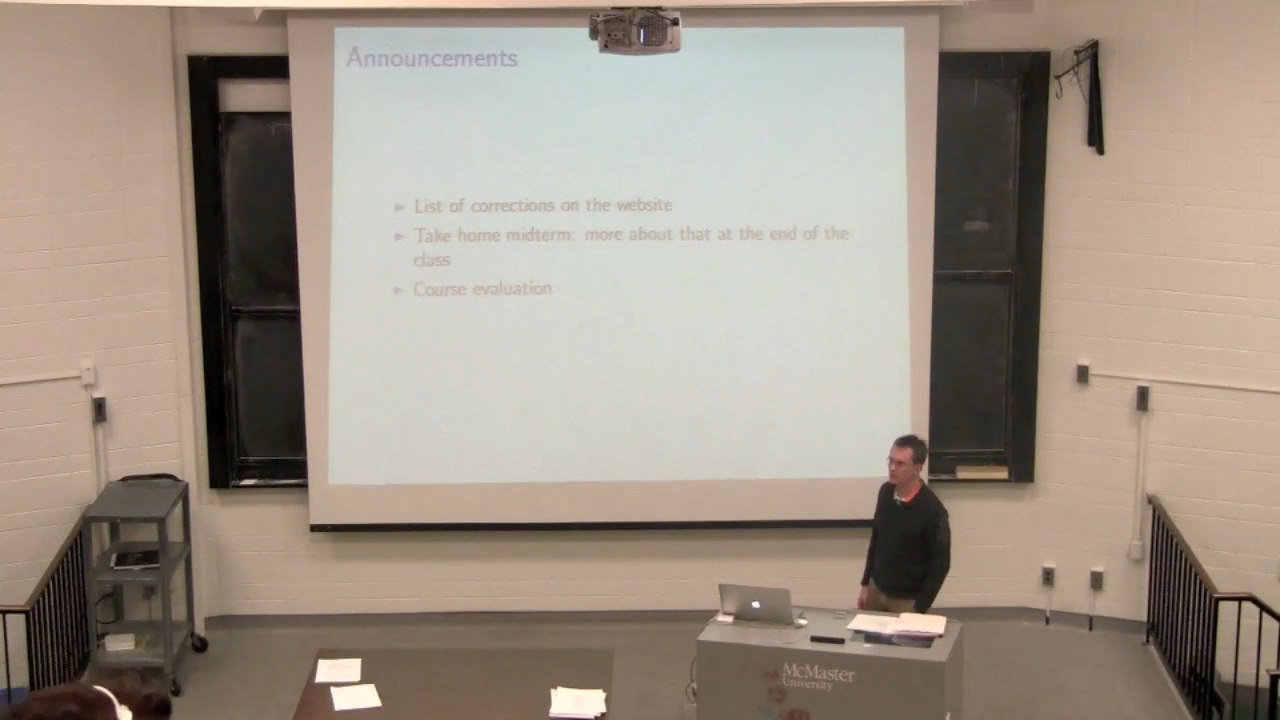 Announcements
List of corrections on the website
Take home midterm: more about that at the end of the
class
Course evaluation
McMaster
University